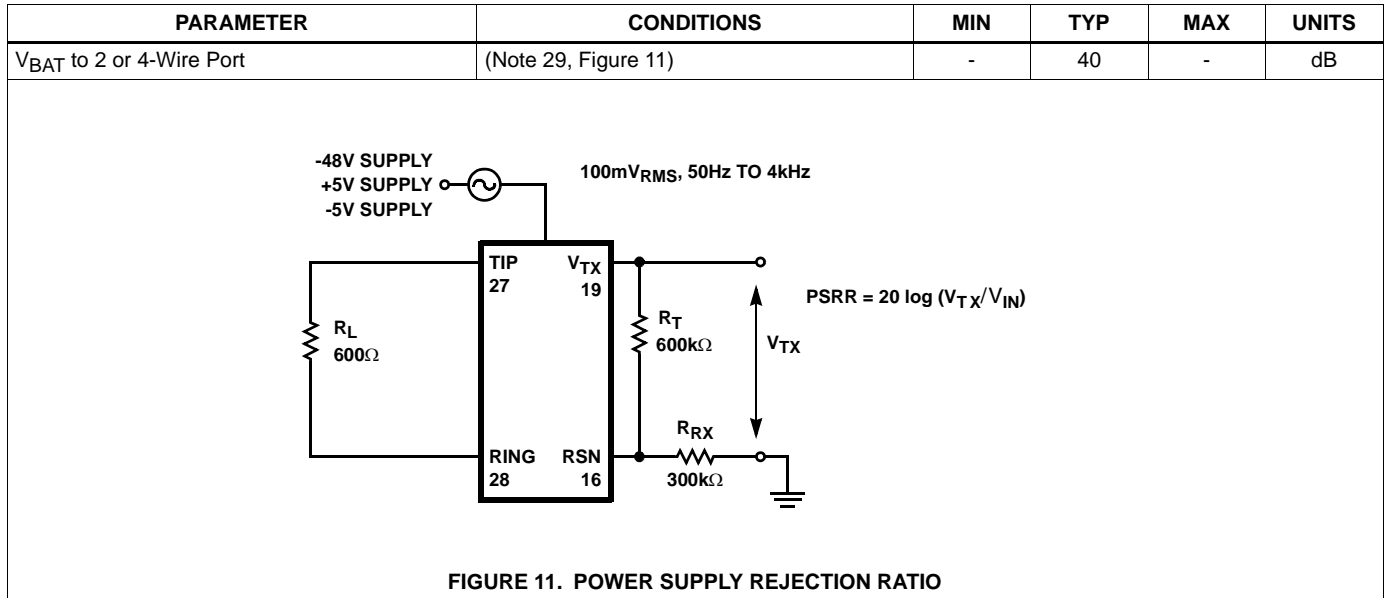 PARAMETER CONDITIONS MIN TYP MAX UNITS
VBAT to 2 or 4-Wire Port (Note 29, Figure 11) - 40 - dB
-48V SUPPLY
+5V SUPPLY
-5V SUPPLY
100mVRMS, 50Hz TO 4kHz
TIP
27
VTX
19
PSRR = 20 log (VTX/VIN)
RL
600Ω
RT
600kΩ
VTX
RRX
300kΩ
RING
28
RSN
16
FIGURE 11. POWER SUPPLY REJECTION RATIO